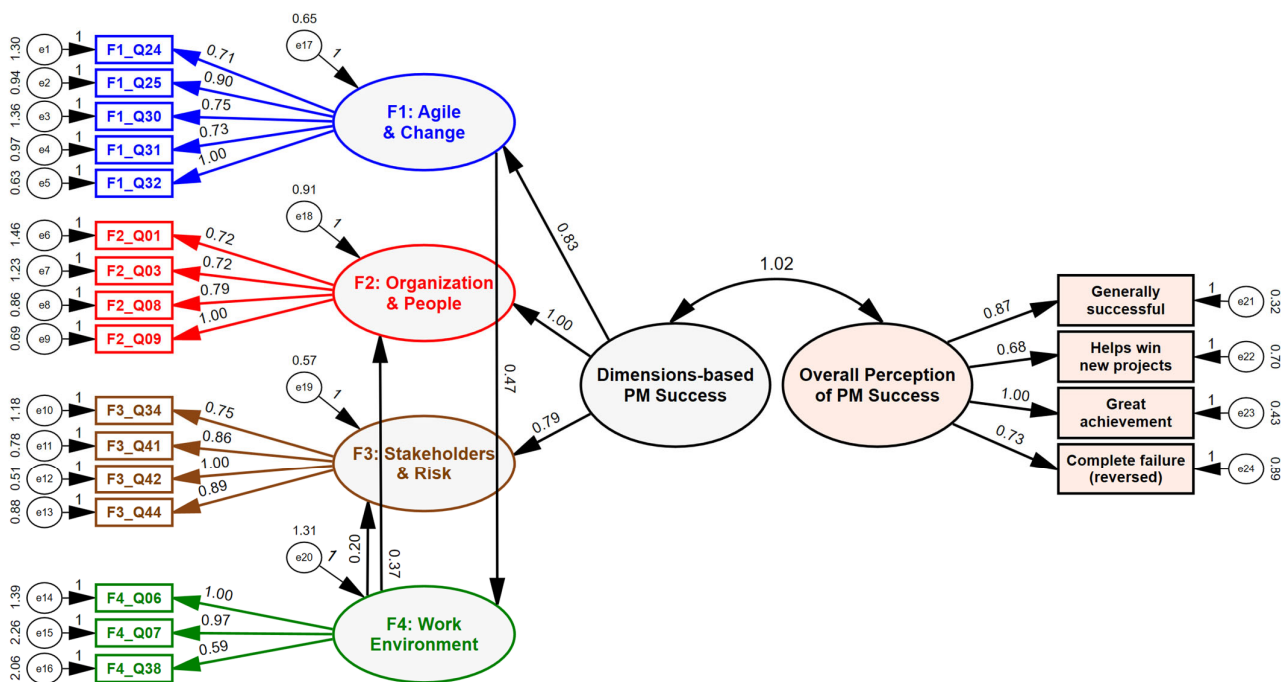 0.65
1.30
e1
1
F1_Q24
0.71
e17
1
0.94
e2
1
F1_Q25
0.90
1.36
e3
1
F1_Q30
0.75
F1: Agile
& Change
0.97
e4
1
F1_Q31
0.73
0.63
e5
1
F1_Q32
1.00
0.91
1.46
e6
1
F2_Q01
0.72
e18
1
1.23
e7
1
F2_Q03
0.72
0.86
e8
1
F2_Q08
0.79
F2: Organization
& People
0.69
e9
1
F2_Q09
1.00
0.83
1.00
0.79
0.47
1.02
Dimensions-based
PM Success
Overall Perception
of PM Success
0.87
Generally
successful
1
e21
0.32
0.68
Helps win
new projects
1
e22
0.70
1.00
Great
achievement
1
e23
0.43
0.73
Complete failure
(reversed)
1
e24
0.89
0.57
1.18
e10
1
F3_Q34
0.75
e19
1
0.78
e11
1
F3_Q41
0.86
0.51
e12
1
F3_Q42
1.00
F3: Stakeholders
& Risk
0.88
e13
1
F3_Q44
0.89
0.20
0.37
1.31
e20
1
1.39
e14
1
F4_Q06
1.00
2.26
e15
1
F4_Q07
0.97
F4: Work
Environment
2.06
e16
1
F4_Q38
0.59